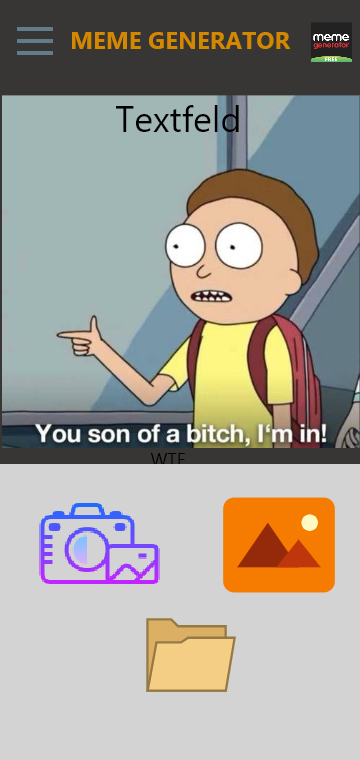 MEME GENERATOR
meme
generator
FREE
Textfeld
You son of a bitch, I'm in!
WTF